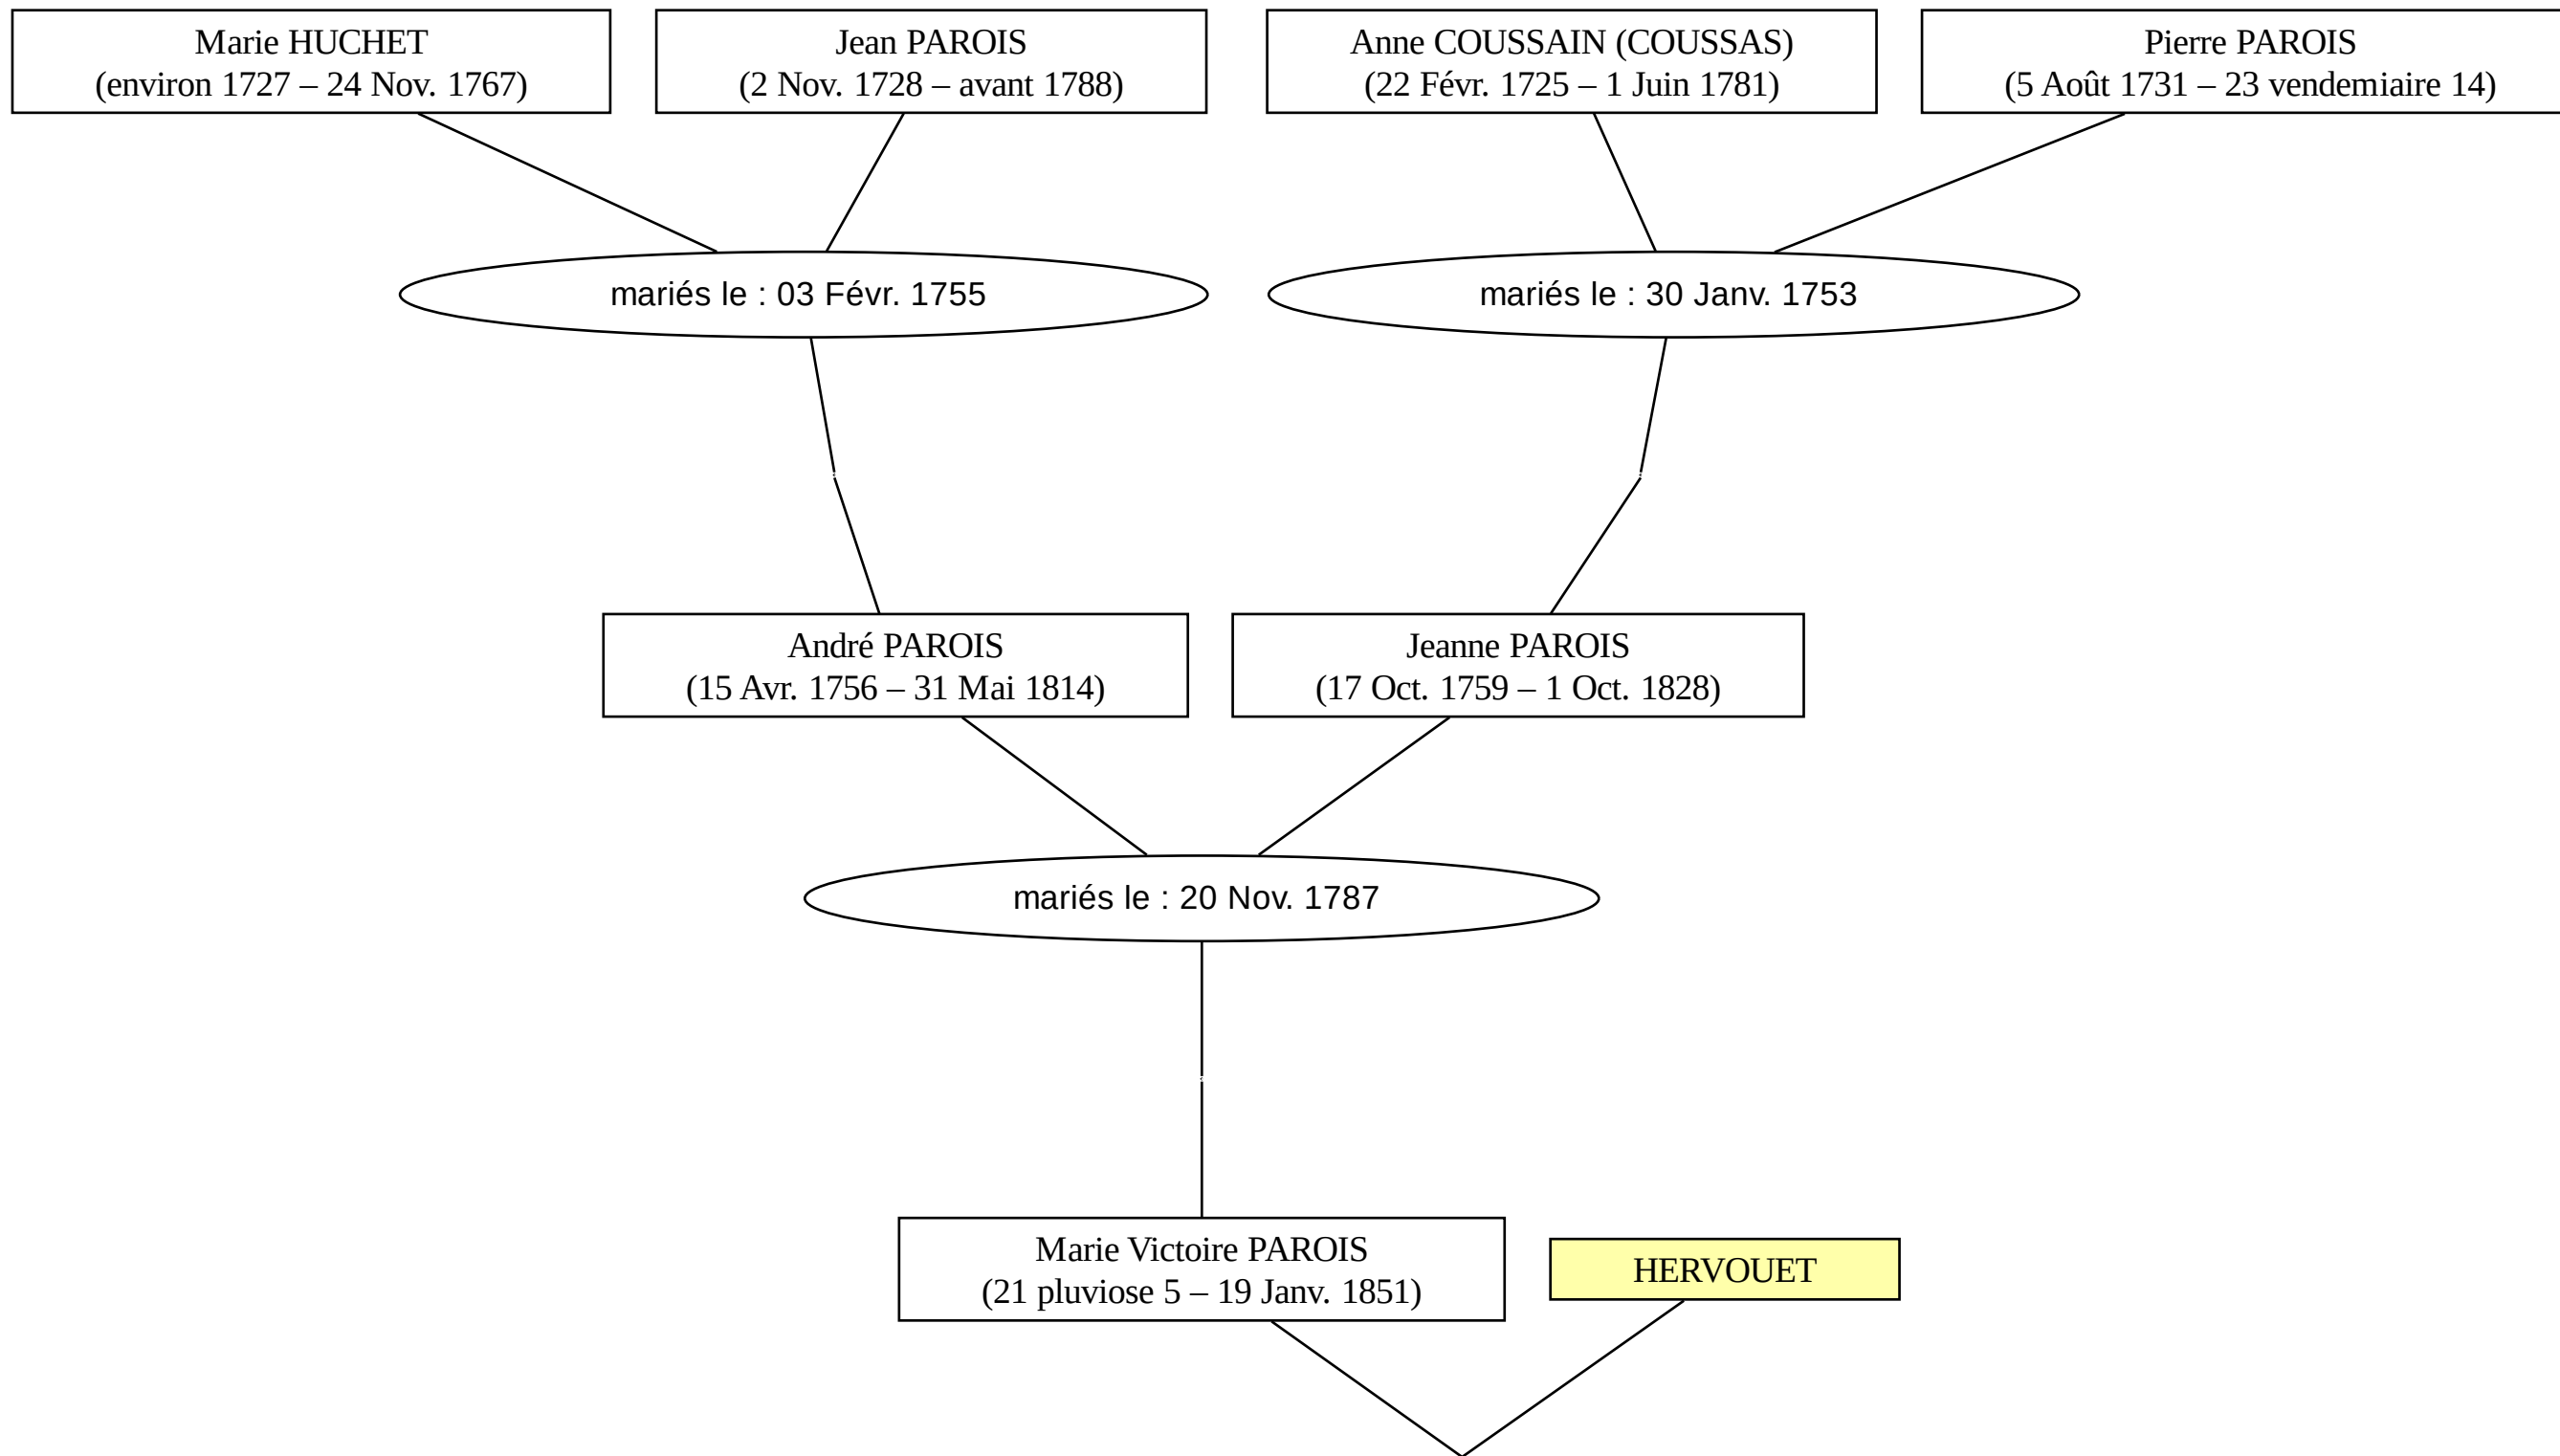 Marie HUCHET
(environ 1727 – 24 Nov. 1767)
Jean PAROIS
(2 Nov. 1728 – avant 1788)
Anne COUSSAIN (COUSSAS)
(22 Févr. 1725 – 1 Juin 1781)
Pierre PAROIS
(5 Août 1731 – 23 vendemiaire 14)
mariés le : 03 Févr. 1755
mariés le : 30 Janv. 1753
André PAROIS
(15 Avr. 1756 – 31 Mai 1814)
Jeanne PAROIS
(17 Oct. 1759 – 1 Oct. 1828)
mariés le : 20 Nov. 1787
Marie Victoire PAROIS
(21 pluviose 5 – 19 Janv. 1851)
HERVOUET